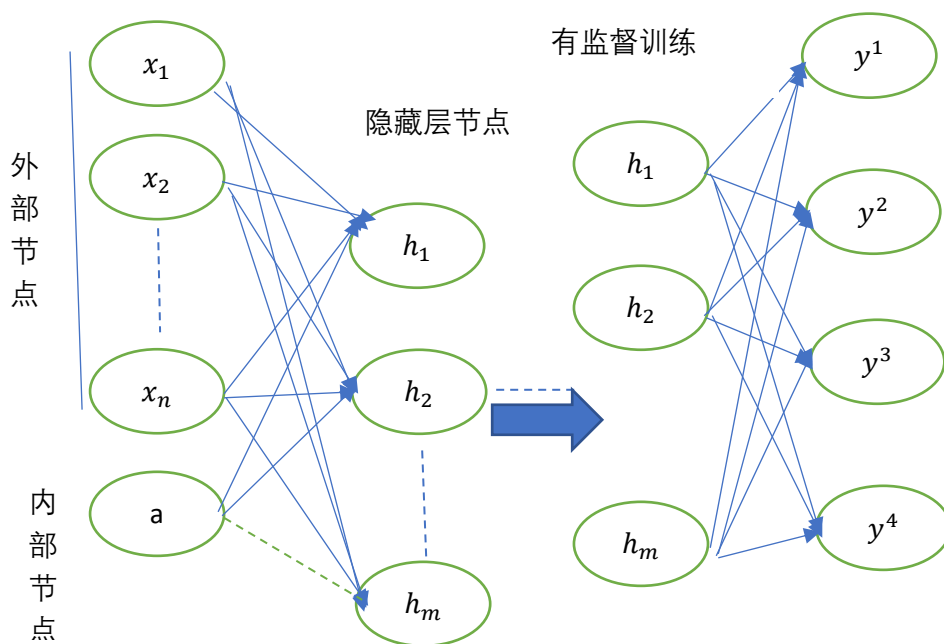 外部节点
x₁
x₂
xₙ
内部节点
a
隐藏层节点
h₁
h₂
hₘ
有监督训练
h₁
h₂
hₘ
y¹
y²
y³
y⁴